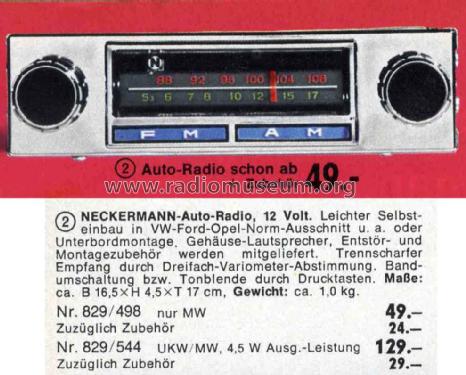 N
88 92 96 100 104 108
5.5 6 7 8 10 12 15 17
F M A M
② Auto-Radio schon ab 49.-
www.radiomuseum.org
② NECKERMANN-Auto-Radio, 12 Volt. Leichter Selbst-
einbau in VW-Ford-Opel-Norm-Ausschnitt u. a. oder
Unterbordmontage. Gehäuse-Lautsprecher, Entstör- und
Montagezubehör werden mitgeliefert. Trennscharfer
Empfang durch Dreifach-Variometer-Abstimmung. Band-
umschaltung bzw. Tonblende durch Drucktasten. Maße:
ca. B 16,5×H 4,5×T 17 cm, Gewicht: ca. 1,0 kg.
Nr. 829/498 nur MW 49.—
Zuzüglich Zubehör 24.—
Nr. 829/544 UKW/MW, 4,5 W Ausg.-Leistung 129.—
Zuzüglich Zubehör 29.—